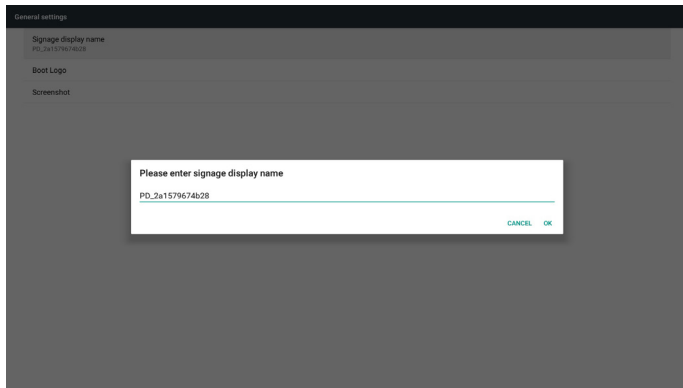 General settings
Signage display name
PD_2a1579674b28
Boot Logo
Screenshot
Please enter signage display name
PD_2a1579674b28
CANCEL OK